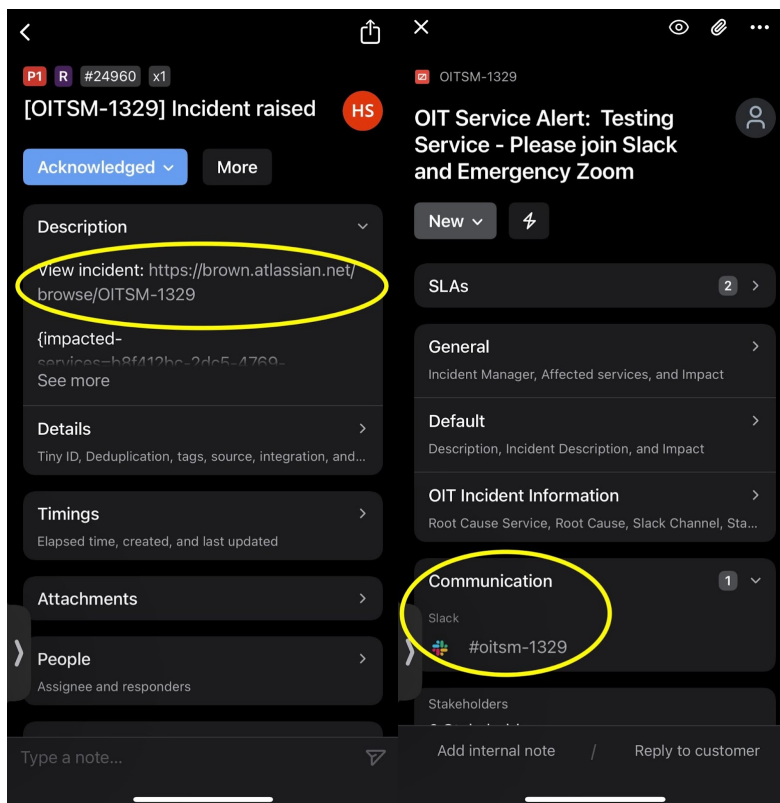 P1 R #24960 x1
[OITSM-1329] Incident raised
HS
Acknowledged
More
Description
View incident: https://brown.atlassian.net/
browse/OITSM-1329
{impacted-
services=b8f412bc-2dc5-4769-
See more
Details
Tiny ID, Deduplication, tags, source, integration, and...
Timings
Elapsed time, created, and last updated
Attachments
People
Assignee and responders
Type a note...
OITSM-1329
OIT Service Alert: Testing
Service - Please join Slack
and Emergency Zoom
New
SLAs
2
General
Incident Manager, Affected services, and Impact
Default
Description, Incident Description, and Impact
OIT Incident Information
Root Cause Service, Root Cause, Slack Channel, Sta...
Communication
1
Slack
#oitsm-1329
Stakeholders
Add internal note / Reply to customer